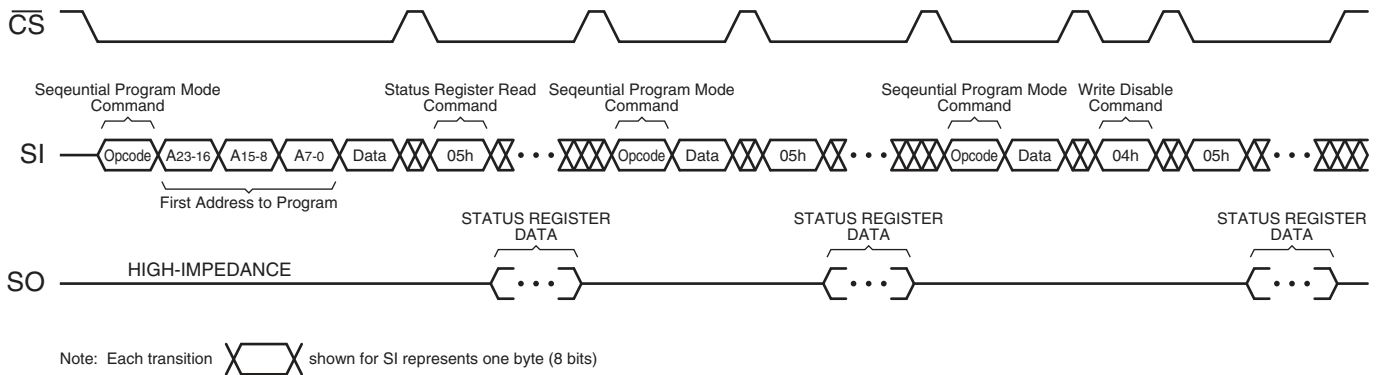 CS
Seqeuntial Program Mode
Command
Status Register Read
Command
Seqeuntial Program Mode
Command
Seqeuntial Program Mode
Command
Write Disable
Command
SI
Opcode A23-16 A15-8 A7-0 Data 05h • • • Opcode Data 05h • • • Opcode Data 04h 05h • • •
First Address to Program
STATUS REGISTER
DATA
STATUS REGISTER
DATA
STATUS REGISTER
DATA
SO
HIGH-IMPEDANCE
• • • • • • • • •
Note: Each transition shown for SI represents one byte (8 bits)